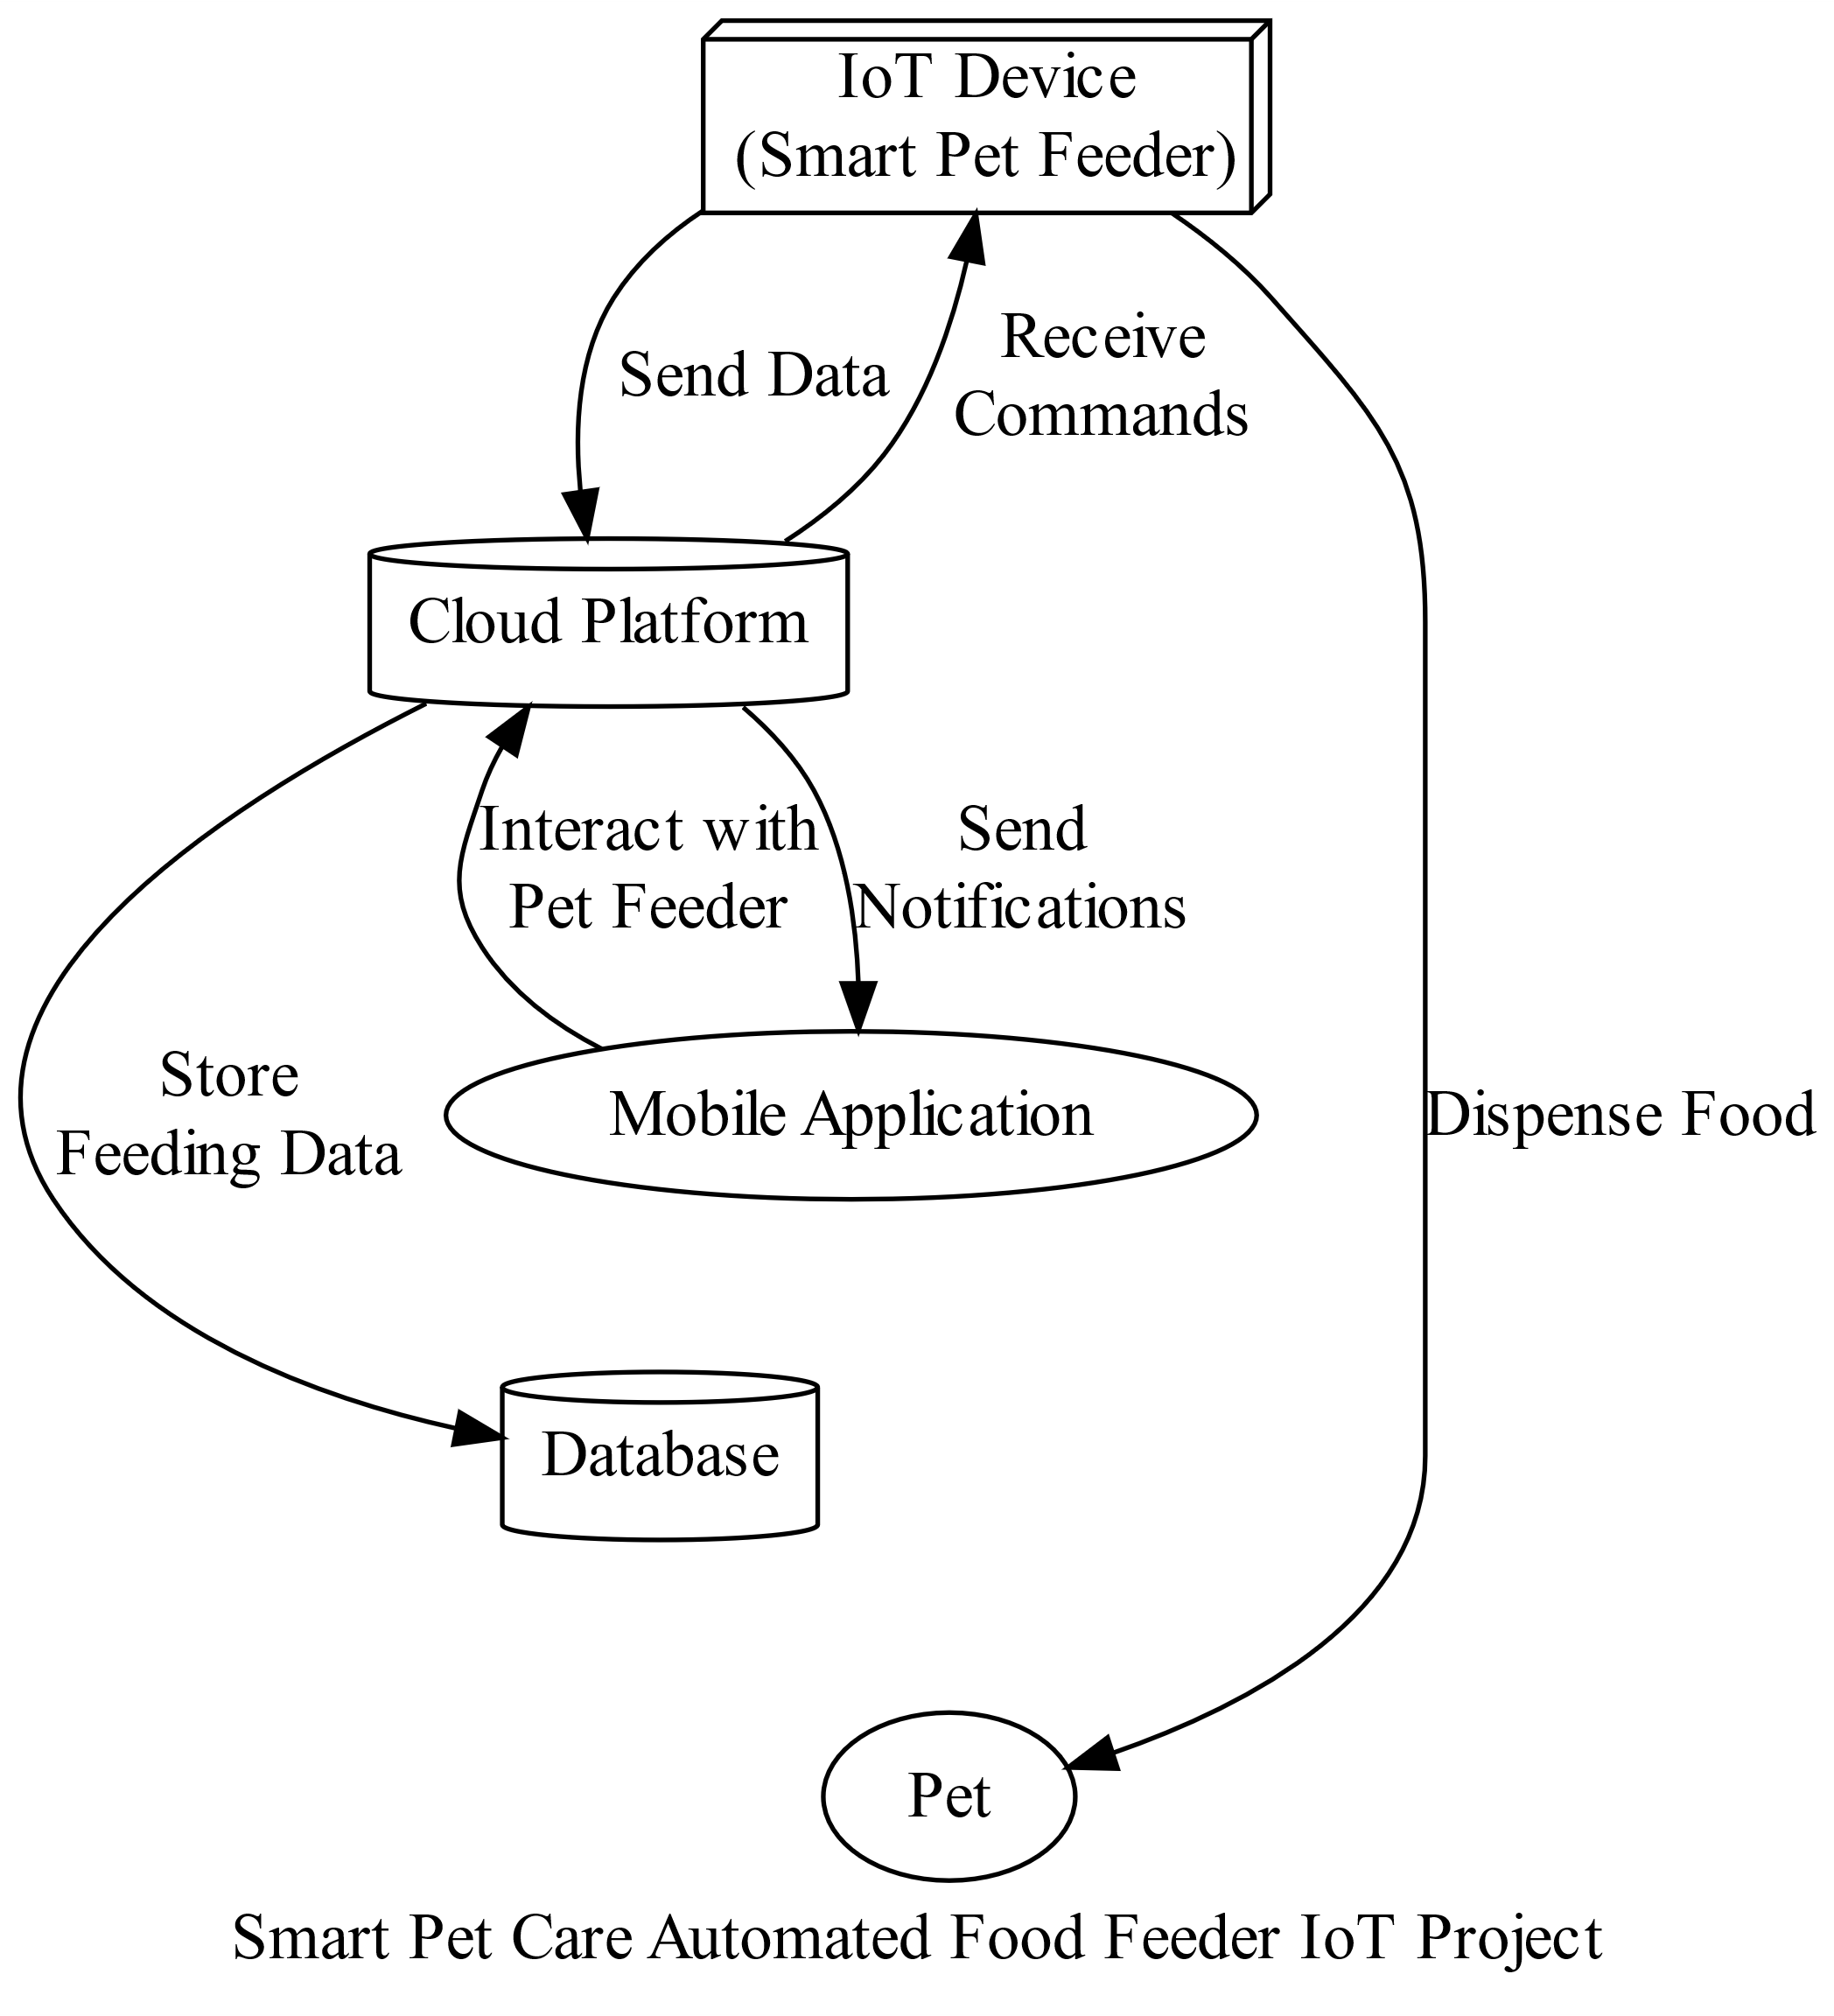 IoT Device
(Smart Pet Feeder)
Send Data
Receive
Commands
Cloud Platform
Interact with
Pet Feeder
Send
Notifications
Store
Feeding Data
Mobile Application
Dispense Food
Database
Pet
Smart Pet Care Automated Food Feeder IoT Project